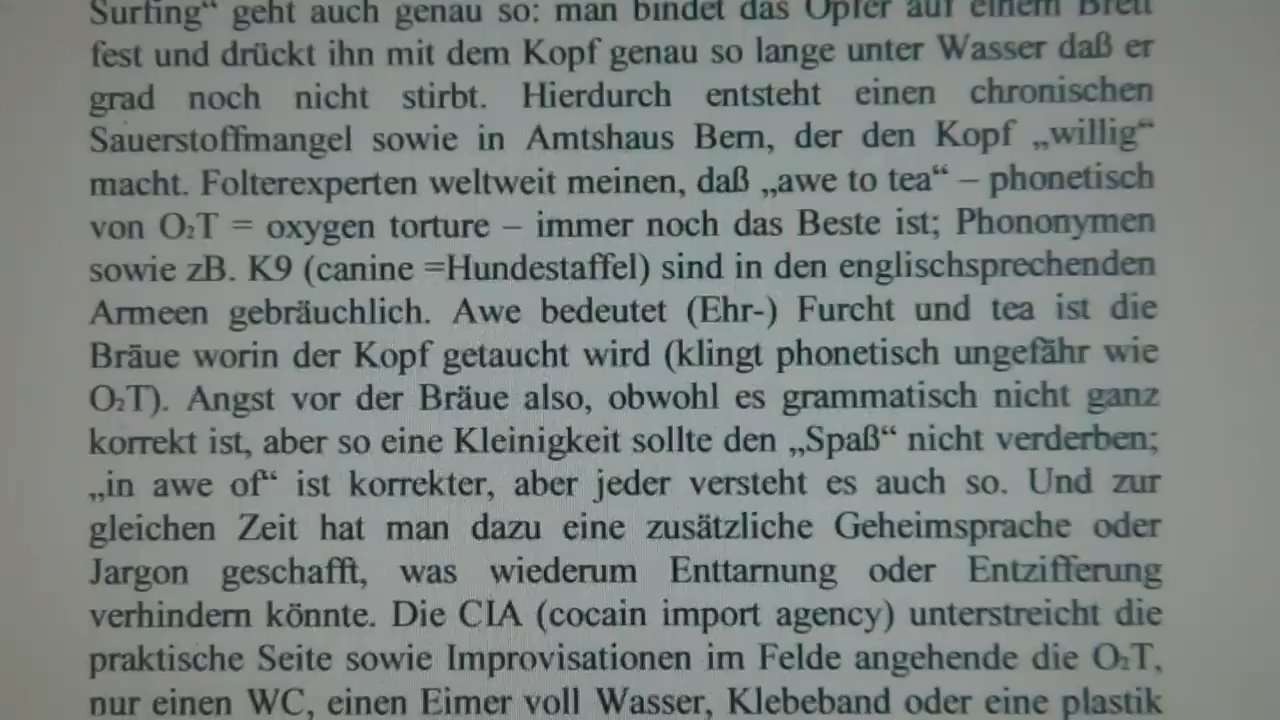 Surfing“ geht auch genau so: man bindet das Opfer auf einem Brett
fest und drückt ihn mit dem Kopf genau so lange unter Wasser daß er
grad noch nicht stirbt. Hierdurch entsteht einen chronischen
Sauerstoffmangel sowie in Amtshaus Bern, der den Kopf „willig“
macht. Folterexperten weltweit meinen, daß „awe to tea“ – phonetisch
von O₂T = oxygen torture – immer noch das Beste ist; Phononymen
sowie zB. K9 (canine =Hundestaffel) sind in den englischsprechenden
Armeen gebräuchlich. Awe bedeutet (Ehr-) Furcht und tea ist die
Bräue worin der Kopf getaucht wird (klingt phonetisch ungefähr wie
O₂T). Angst vor der Bräue also, obwohl es grammatisch nicht ganz
korrekt ist, aber so eine Kleinigkeit sollte den „Spaß“ nicht verderben;
„in awe of“ ist korrekter, aber jeder versteht es auch so. Und zur
gleichen Zeit hat man dazu eine zusätzliche Geheimsprache oder
Jargon geschafft, was wiederum Enttarnung oder Entzifferung
verhindern könnte. Die CIA (cocain import agency) unterstreicht die
praktische Seite sowie Improvisationen im Felde angehende die O₂T,
nur einen WC, einen Eimer voll Wasser, Klebeband oder eine plastik